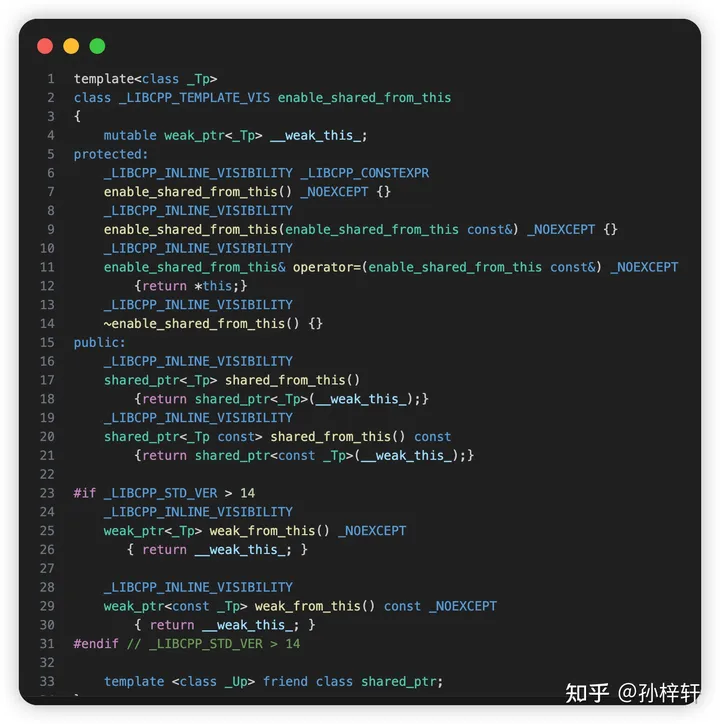 1 template<class _Tp>
2 class _LIBCPP_TEMPLATE_VIS enable_shared_from_this
3 {
4     mutable weak_ptr<_Tp> __weak_this_;
5 protected:
6     _LIBCPP_INLINE_VISIBILITY _LIBCPP_CONSTEXPR
7     enable_shared_from_this() _NOEXCEPT {}
8     _LIBCPP_INLINE_VISIBILITY
9     enable_shared_from_this(enable_shared_from_this const&) _NOEXCEPT {}
10     _LIBCPP_INLINE_VISIBILITY
11     enable_shared_from_this& operator=(enable_shared_from_this const&) _NOEXCEPT
12         {return *this;}
13     _LIBCPP_INLINE_VISIBILITY
14     ~enable_shared_from_this() {}
15 public:
16     _LIBCPP_INLINE_VISIBILITY
17     shared_ptr<_Tp> shared_from_this()
18         {return shared_ptr<_Tp>(__weak_this_);}
19     _LIBCPP_INLINE_VISIBILITY
20     shared_ptr<_Tp const> shared_from_this() const
21         {return shared_ptr<const _Tp>(__weak_this_);}
22
23 #if _LIBCPP_STD_VER > 14
24     _LIBCPP_INLINE_VISIBILITY
25     weak_ptr<_Tp> weak_from_this() _NOEXCEPT
26        { return __weak_this_; }
27
28     _LIBCPP_INLINE_VISIBILITY
29     weak_ptr<const _Tp> weak_from_this() const _NOEXCEPT
30         { return __weak_this_; }
31 #endif // _LIBCPP_STD_VER > 14
32
33     template <class _Up> friend class shared_ptr;
知乎 @孙梓轩